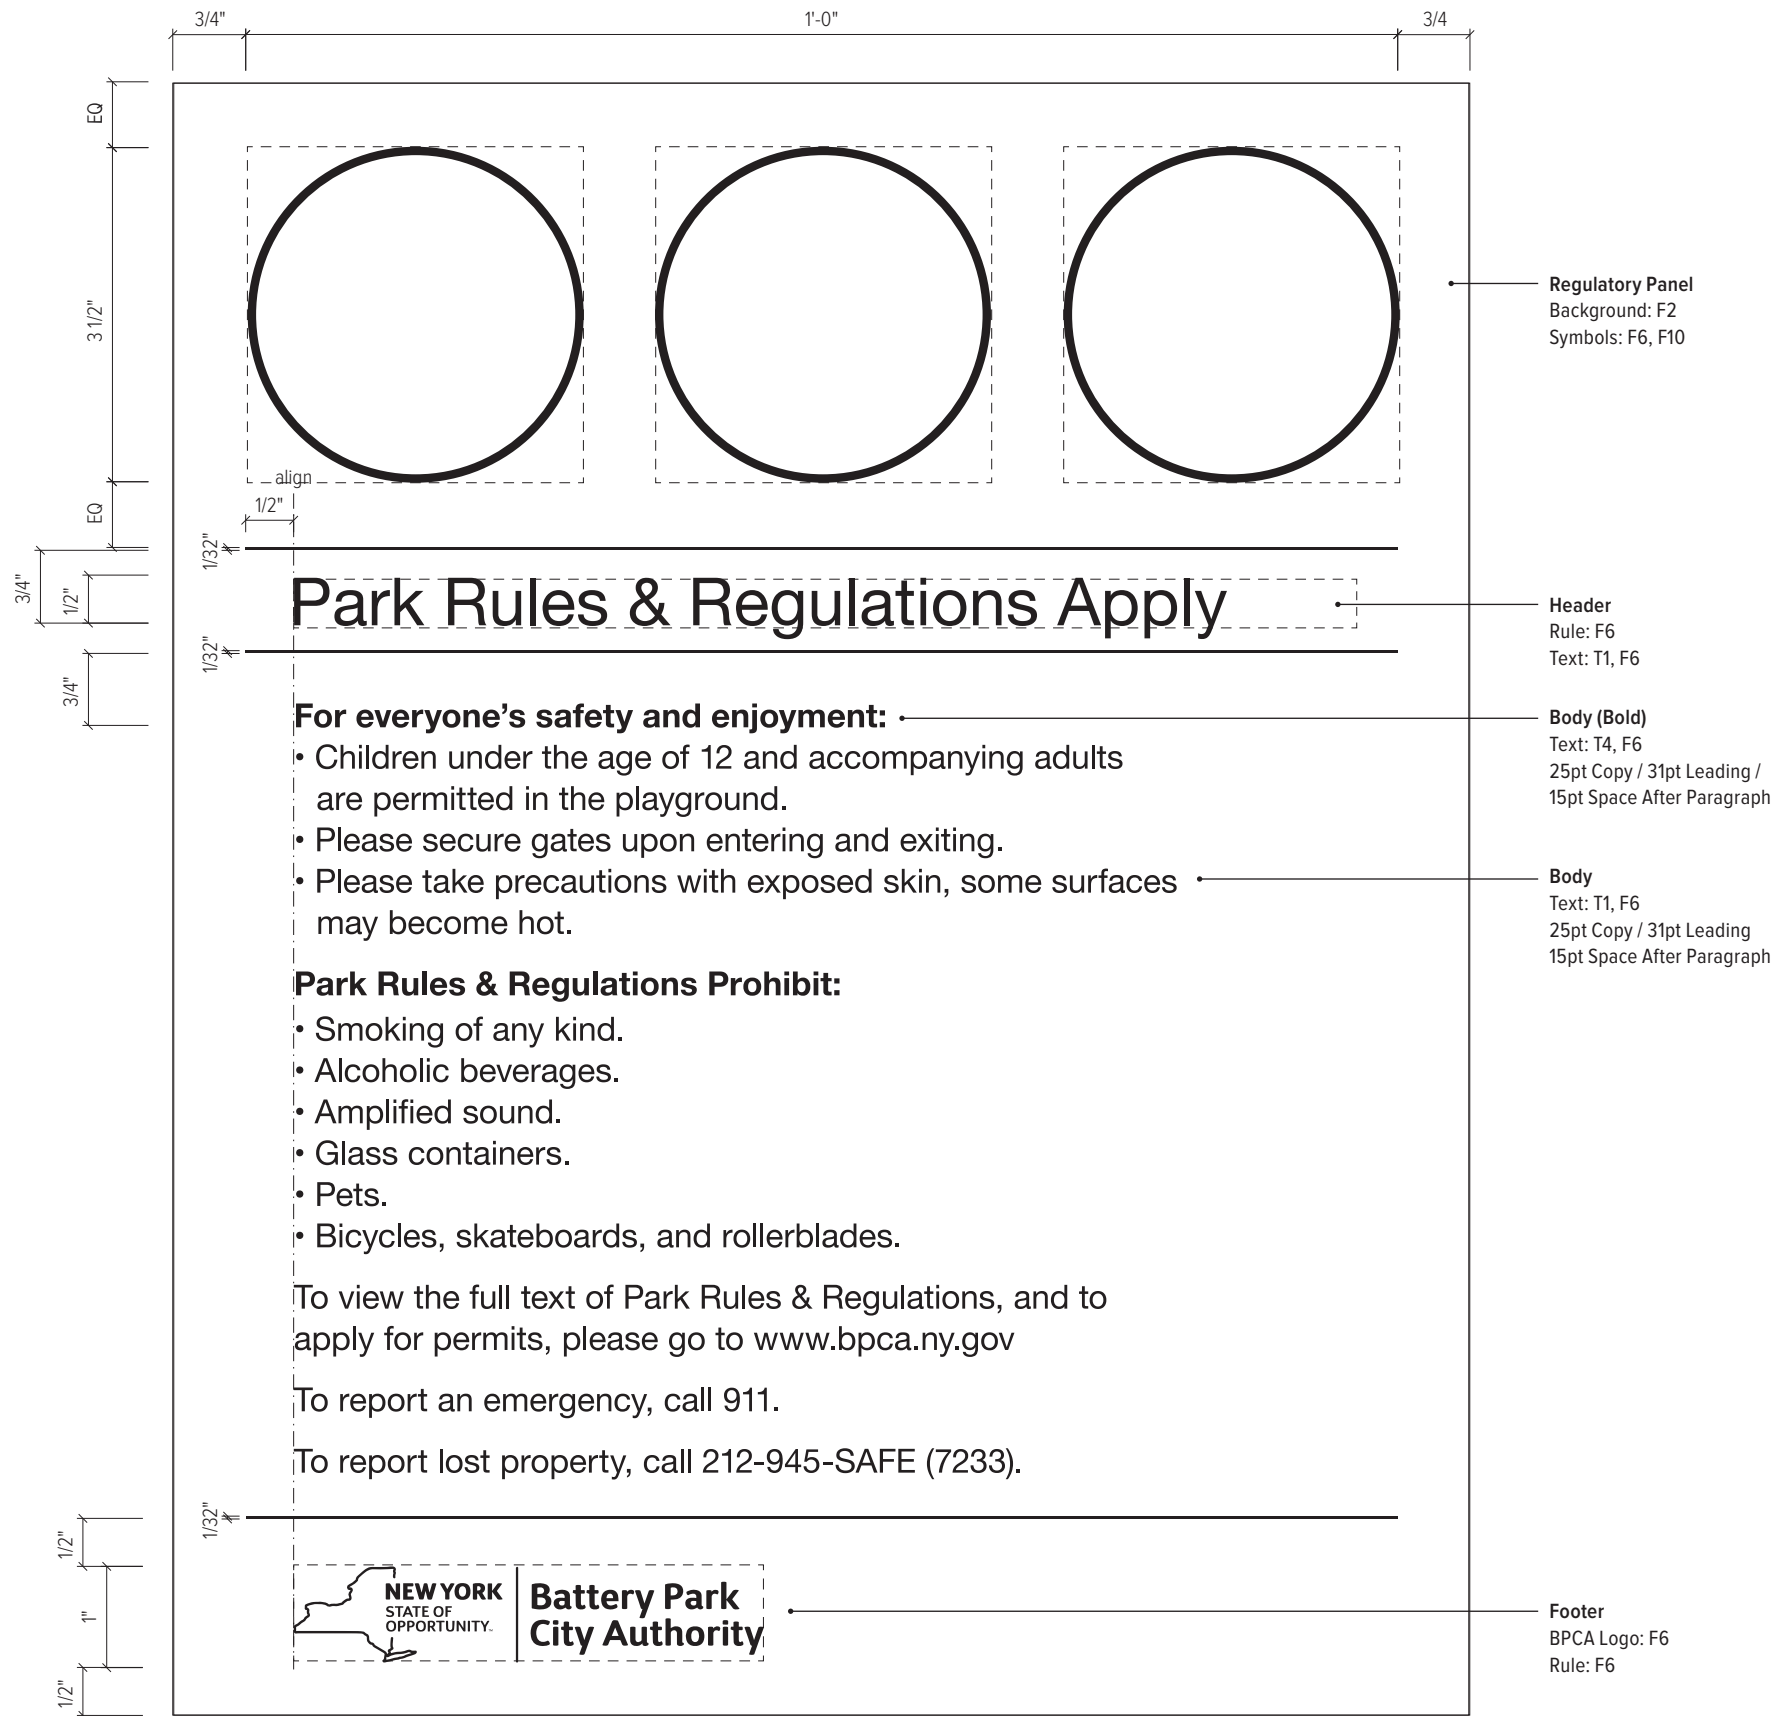 3/4" 1'-0" 3/4
EQ
3 1/2"
Regulatory Panel
Background: F2
Symbols: F6, F10
align
EQ
1/2"
1/32"
3/4"
1/2"
Park Rules & Regulations Apply
Header
Rule: F6
Text: T1, F6
1/32"
3/4"
For everyone’s safety and enjoyment:
• Children under the age of 12 and accompanying adults
are permitted in the playground.
• Please secure gates upon entering and exiting.
• Please take precautions with exposed skin, some surfaces
may become hot.
Body (Bold)
Text: T4, F6
25pt Copy / 31pt Leading /
15pt Space After Paragraph
Body
Text: T1, F6
25pt Copy / 31pt Leading
15pt Space After Paragraph
Park Rules & Regulations Prohibit:
• Smoking of any kind.
• Alcoholic beverages.
• Amplified sound.
• Glass containers.
• Pets.
• Bicycles, skateboards, and rollerblades.
To view the full text of Park Rules & Regulations, and to
apply for permits, please go to www.bpca.ny.gov
To report an emergency, call 911.
To report lost property, call 212-945-SAFE (7233).
1/32"
1/2"
1"
1/2"
NEW YORK
STATE OF
OPPORTUNITY™
Battery Park
City Authority
Footer
BPCA Logo: F6
Rule: F6